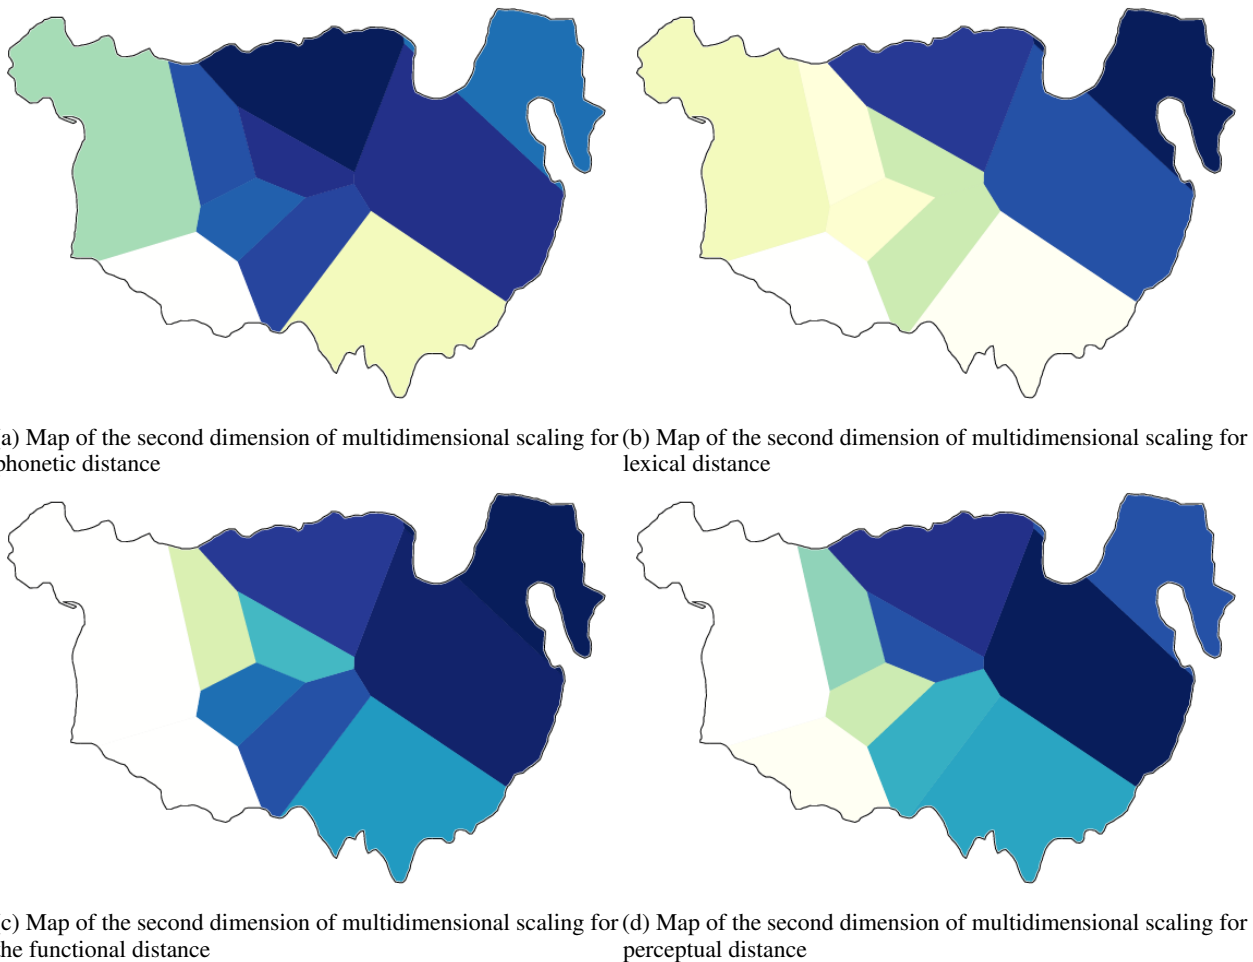 a) Map of the second dimension of multidimensional scaling for
phonetic distance
(b) Map of the second dimension of multidimensional scaling for
lexical distance
c) Map of the second dimension of multidimensional scaling for
the functional distance
(d) Map of the second dimension of multidimensional scaling for
perceptual distance